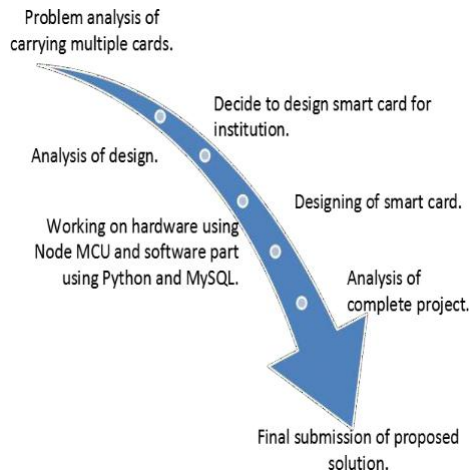 Problem analysis of
carrying multiple cards.
Decide to design smart card for
institution.
Analysis of design.
Designing of smart card.
Working on hardware using
Node MCU and software part
using Python and MySQL.
Analysis of
complete project.
Final submission of proposed
solution.